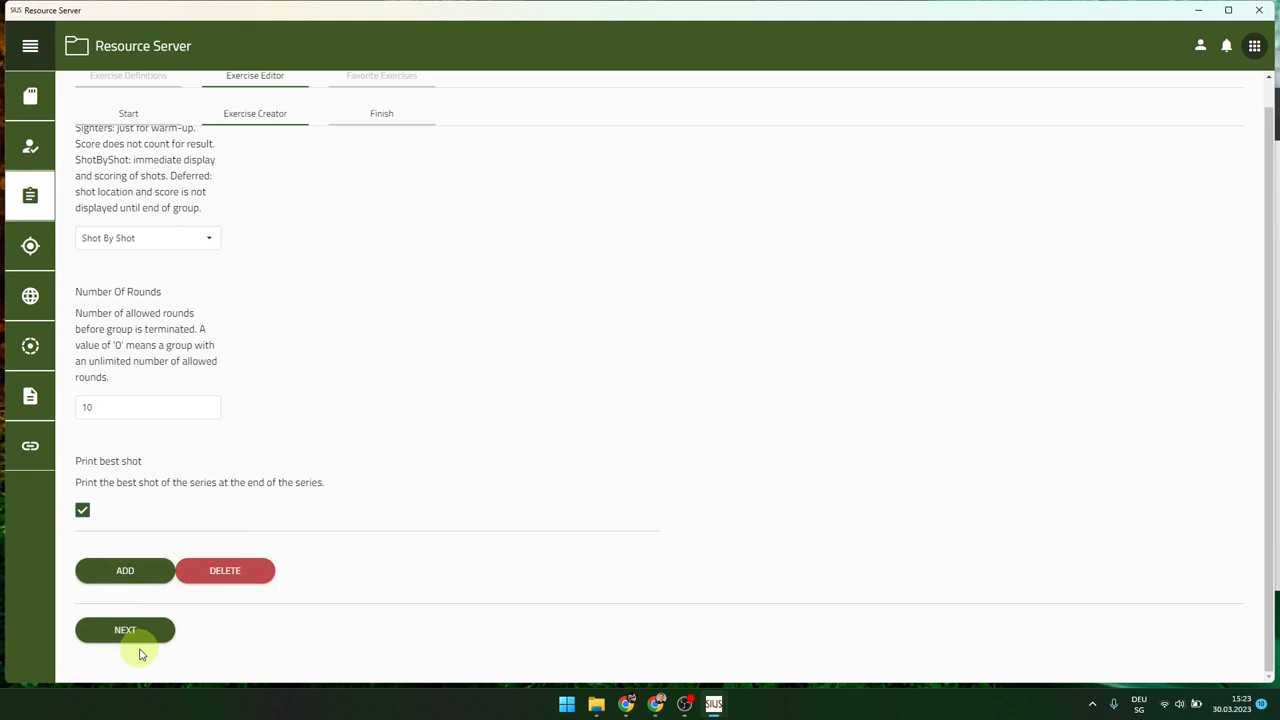 SIUS Resource Server
Resource Server
Exercise Definitions
Exercise Editor
Favorite Exercises
Start
Exercise Creator
Finish
Sighters: just for warm-up.
Score does not count for result.
ShotByShot: immediate display
and scoring of shots. Deferred:
shot location and score is not
displayed until end of group.
Shot By Shot
Number Of Rounds
Number of allowed rounds
before group is terminated. A
value of '0' means a group with
an unlimited number of allowed
rounds.
10
Print best shot
Print the best shot of the series at the end of the series.
ADD
DELETE
NEXT
SIUS
DEU
SG
15:23
30.03.2023
10